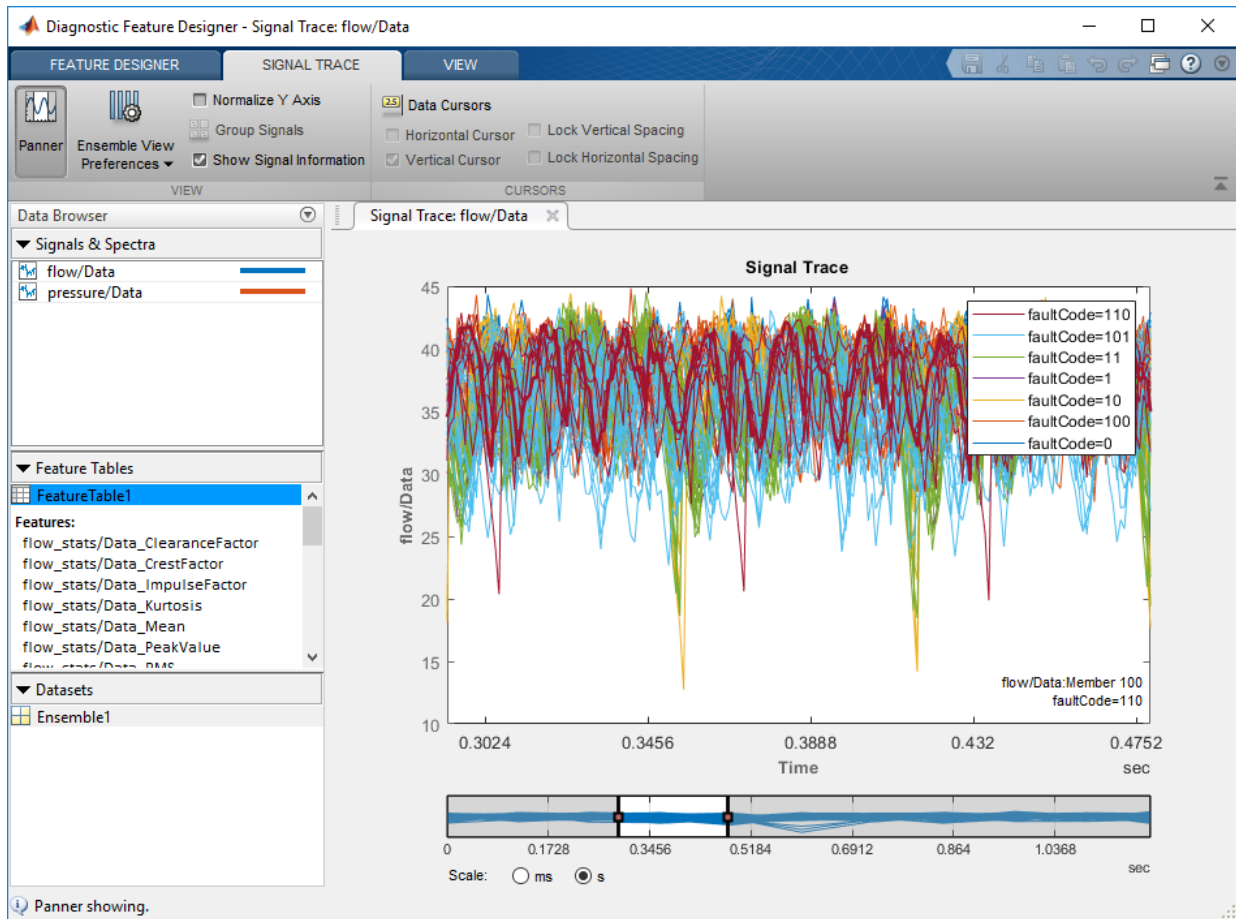 Diagnostic Feature Designer - Signal Trace: flow/Data
FEATURE DESIGNER
SIGNAL TRACE
VIEW
Panner
Ensemble View
Preferences
Normalize Y Axis
Group Signals
Show Signal Information
VIEW
2.5
Data Cursors
Horizontal Cursor
Vertical Cursor
Lock Vertical Spacing
Lock Horizontal Spacing
CURSORS
Data Browser
Signals & Spectra
flow/Data
pressure/Data
Feature Tables
FeatureTable1
Features:
flow_stats/Data_ClearanceFactor
flow_stats/Data_CrestFactor
flow_stats/Data_ImpulseFactor
flow_stats/Data_Kurtosis
flow_stats/Data_Mean
flow_stats/Data_PeakValue
flow_stats/Data_RMS
Datasets
Ensemble1
Signal Trace: flow/Data
Signal Trace
45
40
35
30
25
20
15
10
flow/Data
faultCode=110
faultCode=101
faultCode=11
faultCode=1
faultCode=10
faultCode=100
faultCode=0
flow/Data:Member 100
faultCode=110
0.3024 0.3456 0.3888 0.432 0.4752
Time
sec
0 0.1728 0.3456 0.5184 0.6912 0.864 1.0368
sec
Scale: ms s
Panner showing.